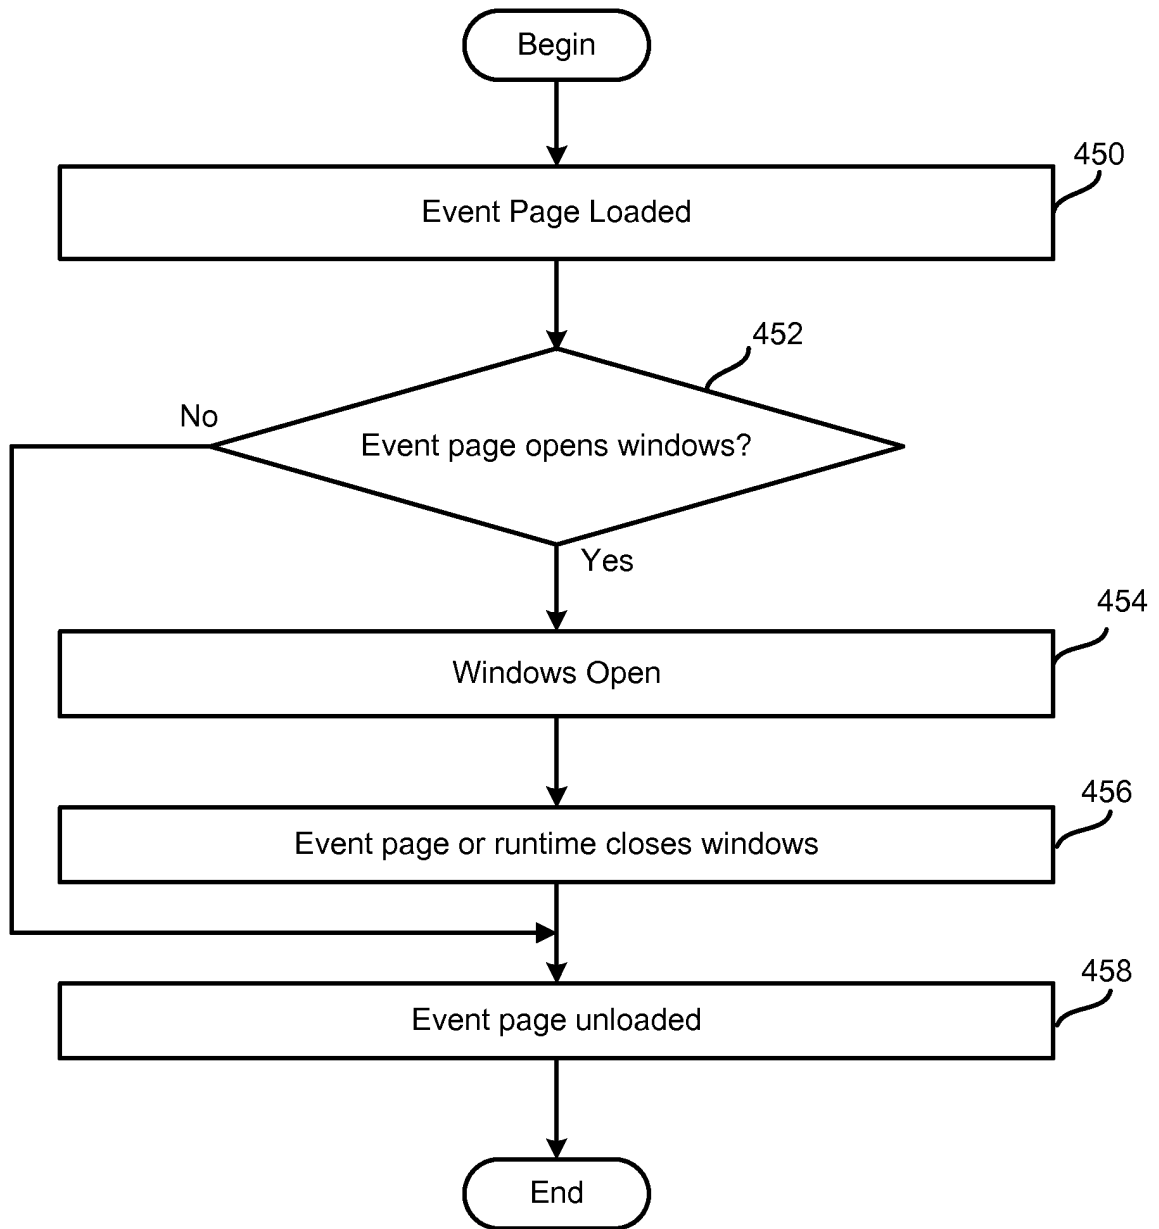 Begin
450
Event Page Loaded
452
No
Event page opens windows?
Yes
454
Windows Open
456
Event page or runtime closes windows
458
Event page unloaded
End